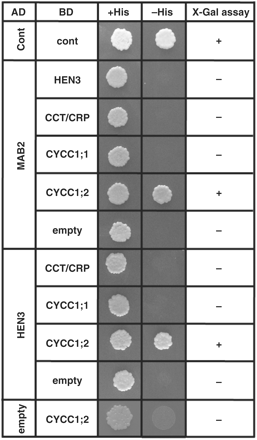 AD BD +His –His X-Gal assay
Cont cont +
MAB2 HEN3 –
CCT/CRP –
CYCC1;1 –
CYCC1;2 +
empty –
HEN3 CCT/CRP –
CYCC1;1 –
CYCC1;2 +
empty –
empty CYCC1;2 –